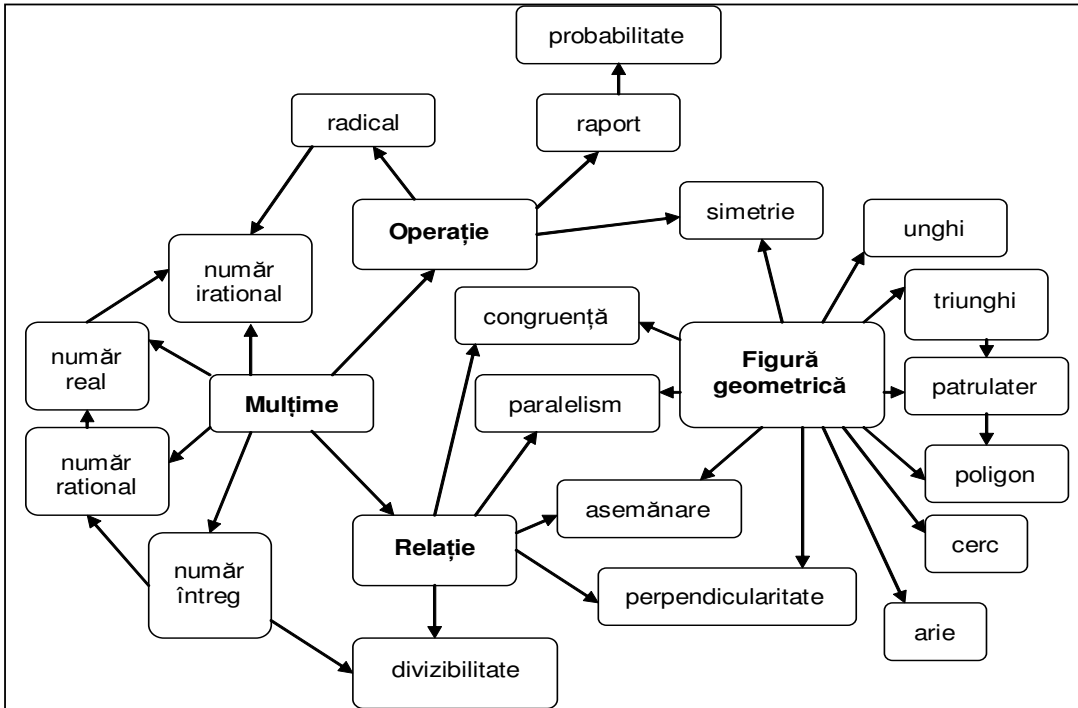 probabilitate
radical
raport
simetrie
Operație
unghi
număr
irational
triunghi
congruență
Figură
geometrică
număr
real
patrulater
Mulțime
paralelism
număr
rational
poligon
asemănare
Relație
cerc
număr
întreg
perpendicularitate
arie
divizibilitate